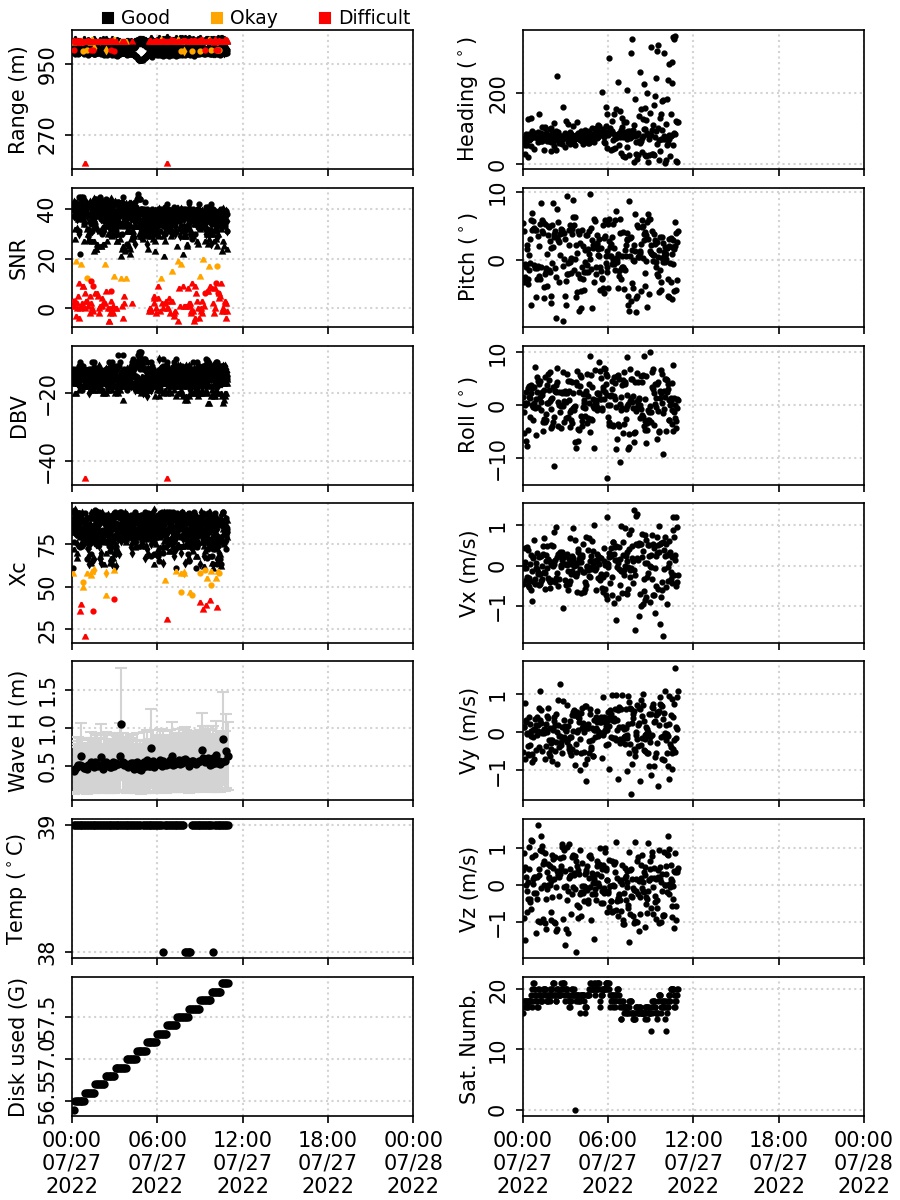 Good Okay Difficult
Range (m)
950
270
SNR
40
20
0
DBV
−20
−40
Xc
75
50
25
Wave H (m)
1.5
1.0
0.5
Temp (°C)
39
38
Disk used (G)
57.5
57.0
56.5
00:00 06:00 12:00 18:00 00:00
07/27 07/27 07/27 07/27 07/28
2022 2022 2022 2022 2022
Heading (°)
200
0
Pitch (°)
10
0
Roll (°)
10
0
−10
Vx (m/s)
1
0
−1
Vy (m/s)
1
0
−1
Vz (m/s)
1
0
−1
Sat. Numb.
20
10
0
00:00 06:00 12:00 18:00 00:00
07/27 07/27 07/27 07/27 07/28
2022 2022 2022 2022 2022